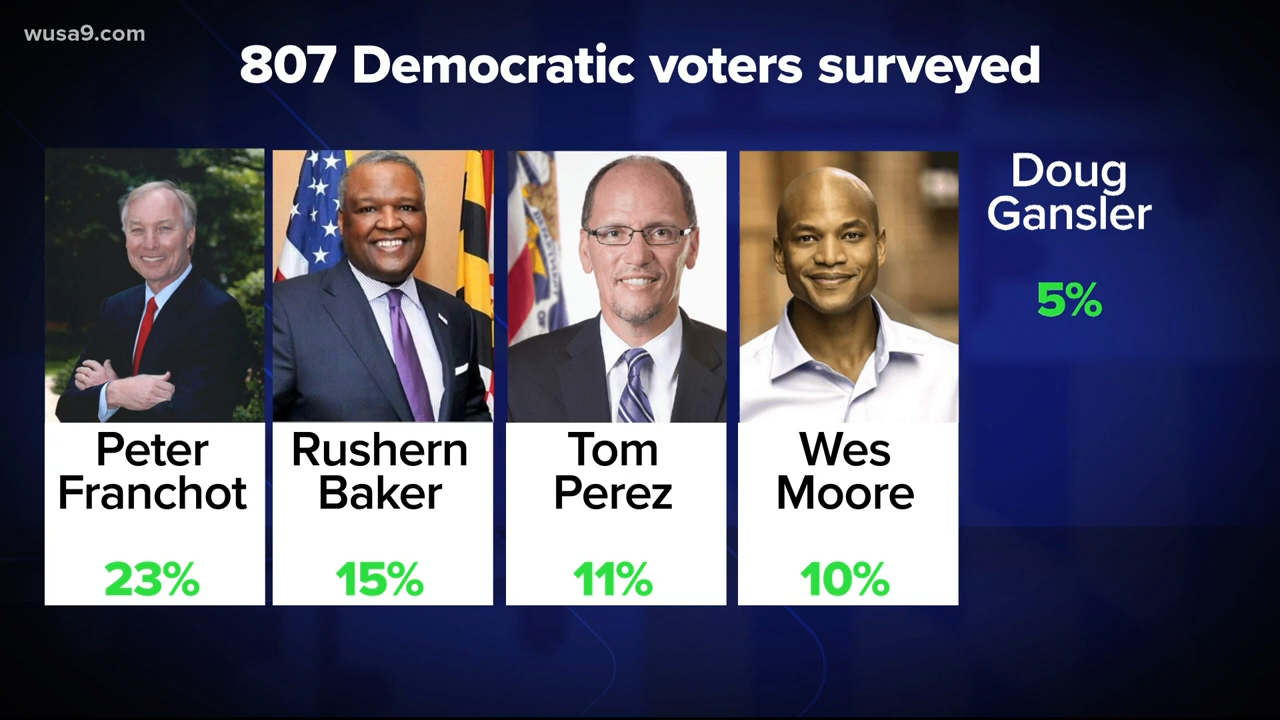 wusa9.com
807 Democratic voters surveyed
Peter
Franchot
23%
Rushern
Baker
15%
Tom
Perez
11%
Wes
Moore
10%
Doug
Gansler
5%